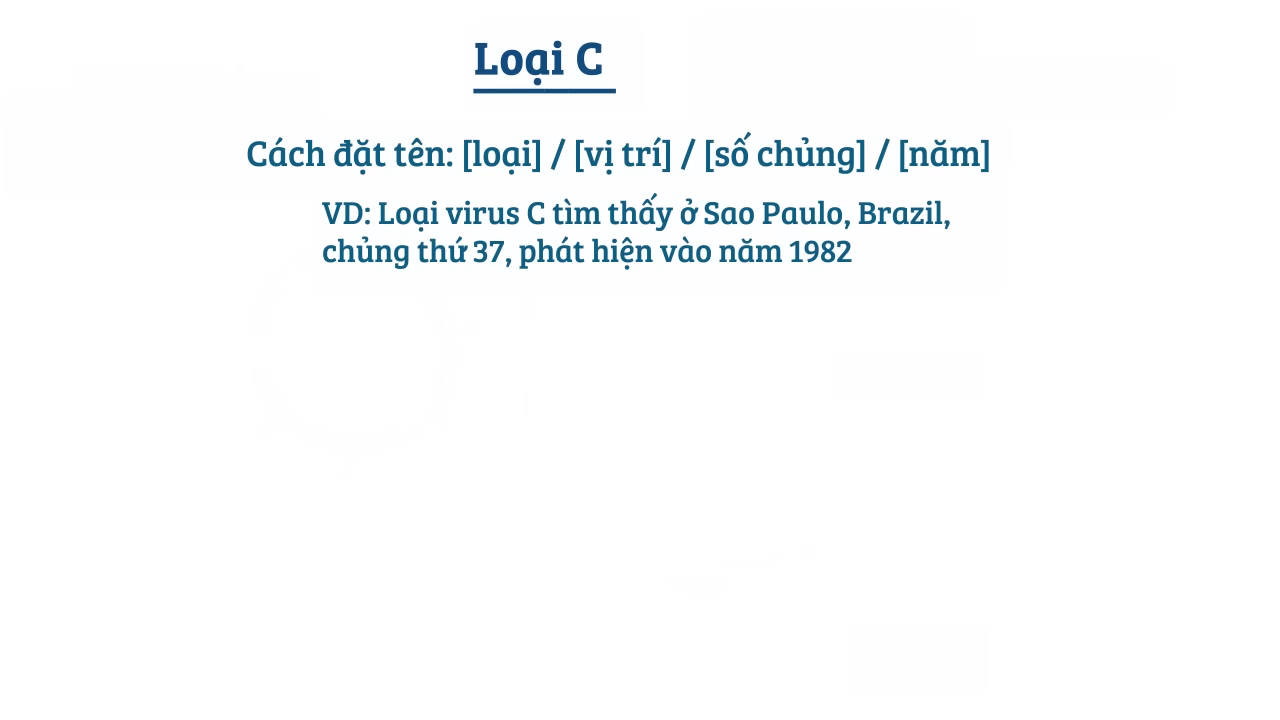 Loại C
Cách đặt tên: [loại] / [vị trí] / [số chủng] / [năm]
VD: Loại virus C tìm thấy ở Sao Paulo, Brazil,
chủng thứ 37, phát hiện vào năm 1982